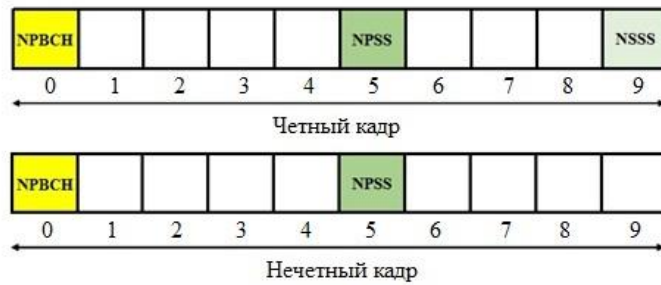 NPBCH NPSS NSSS
0 1 2 3 4 5 6 7 8 9
Четный кадр
NPBCH NPSS
0 1 2 3 4 5 6 7 8 9
Нечетный кадр